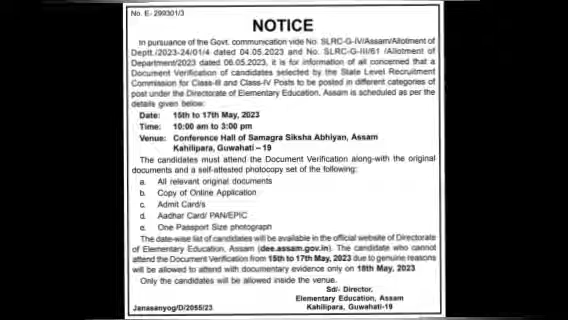 No. E- 299301/3
NOTICE
In pursuance of the Govt. communication vide No. SLRC-G-IV/Assam/Allotment of
Deptt./2023-24/01/4 dated 04.05.2023 and No. SLRC-G-III/61 /Allotment of
Department/2023 dated 06.05.2023, it is for information of all concerned that a
Document Verification of candidates selected by the State Level Recruitment
Commission for Class-III and Class-IV Posts to be posted in different categories of
post under the Directorate of Elementary Education, Assam is scheduled as per the
details given below:
Date: 15th to 17th May, 2023
Time: 10:00 am to 3:00 pm
Venue: Conference Hall of Samagra Siksha Abhiyan, Assam
Kahilipara, Guwahati – 19
The candidates must attend the Document Verification along-with the original
documents and a self-attested photocopy set of the following:
a. All relevant original documents
b. Copy of Online Application
c. Admit Card/s
d. Aadhar Card/ PAN/EPIC
e. One Passport Size photograph
The date-wise list of candidates will be available in the official website of Directorate
of Elementary Education, Assam (dee.assam.gov.in). The candidate who cannot
attend the Document Verification from 15th to 17th May, 2023 due to genuine reasons
will be allowed to attend with documentary evidence only on 18th May, 2023
Only the candidates will be allowed inside the venue.
Sd/- Director,
Elementary Education, Assam
Janasanyog/D/2055/23 Kahilipara, Guwahati-19